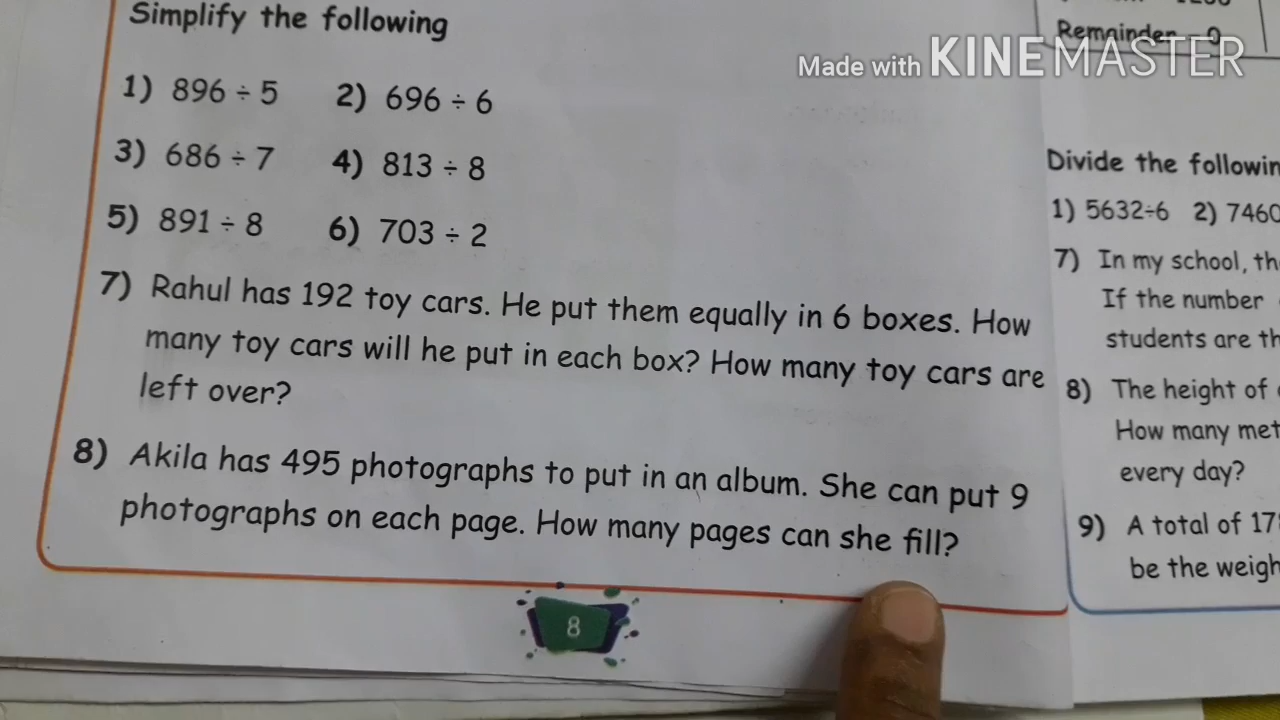 Simplify the following
1) 896 ÷ 5 2) 696 ÷ 6
3) 686 ÷ 7 4) 813 ÷ 8
5) 891 ÷ 8 6) 703 ÷ 2
7) Rahul has 192 toy cars. He put them equally in 6 boxes. How
many toy cars will he put in each box? How many toy cars are
left over?
8) Akila has 495 photographs to put in an album. She can put 9
photographs on each page. How many pages can she fill?
8
Remainder - 0
Made with KINEMASTER
Divide the followin
1) 5632÷6 2) 7460
7) In my school, th
If the number
students are th
8) The height of
How many met
every day?
9) A total of 17
be the weigh